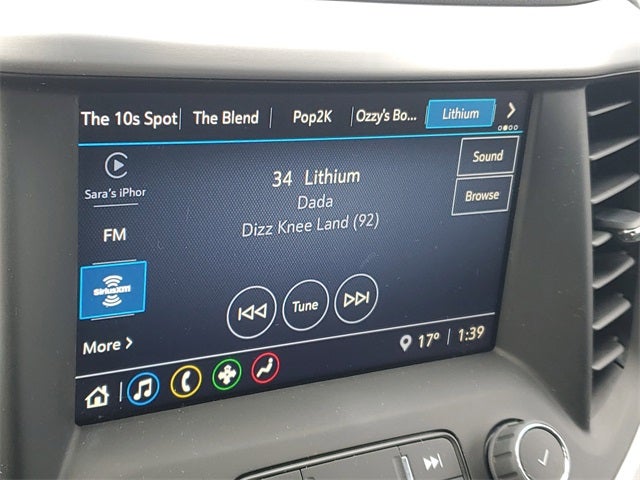 The 10s Spot The Blend Pop2K Ozzy's Bo... Lithium
Sara's iPhor
34 Lithium
Sound
Dada
Browse
Dizz Knee Land (92)
FM
SiriusXM
Tune
More
17° 1:39